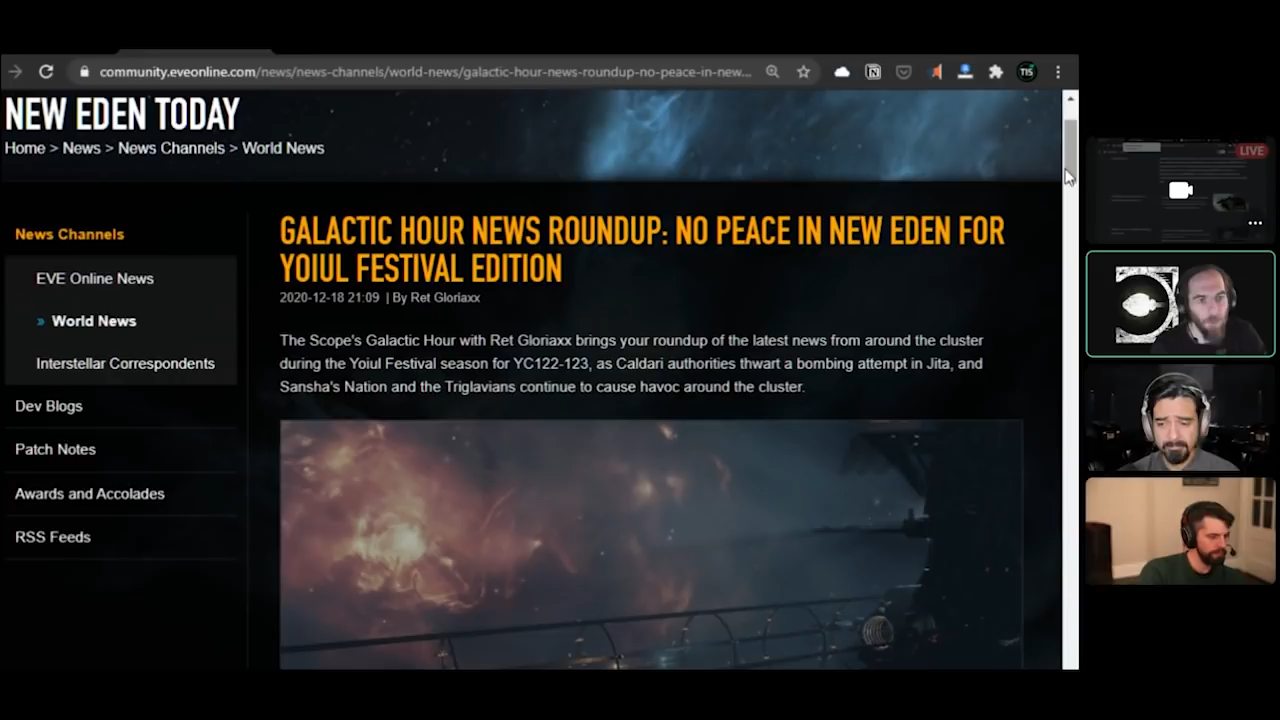 community.eveonline.com/news/news-channels/world-news/galactic-hour-news-roundup-no-peace-in-new...
TIS
NEW EDEN TODAY
Home > News > News Channels > World News
LIVE
News Channels
EVE Online News
» World News
Interstellar Correspondents
Dev Blogs
Patch Notes
Awards and Accolades
RSS Feeds
GALACTIC HOUR NEWS ROUNDUP: NO PEACE IN NEW EDEN FOR
YOIUL FESTIVAL EDITION
2020-12-18 21:09 | By Ret Gloriaxx
The Scope's Galactic Hour with Ret Gloriaxx brings your roundup of the latest news from around the cluster
during the Yoiul Festival season for YC122-123, as Caldari authorities thwart a bombing attempt in Jita, and
Sansha's Nation and the Triglavians continue to cause havoc around the cluster.